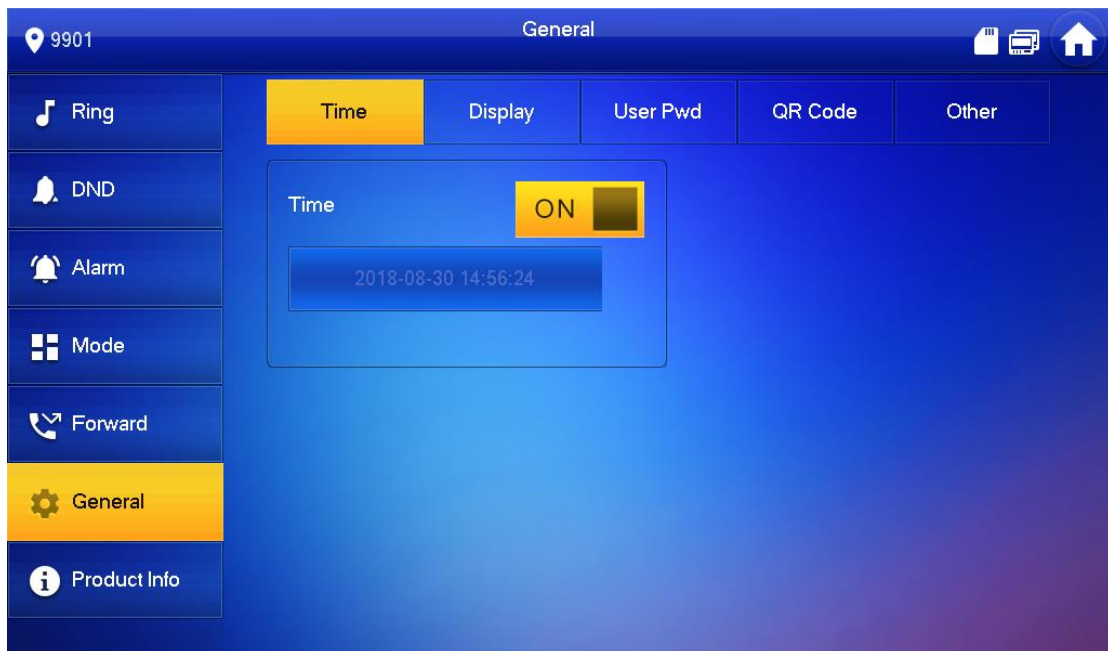 9901
General
Ring
DND
Alarm
Mode
Forward
General
Product Info
Time
Display
User Pwd
QR Code
Other
Time
ON
2018-08-30 14:56:24